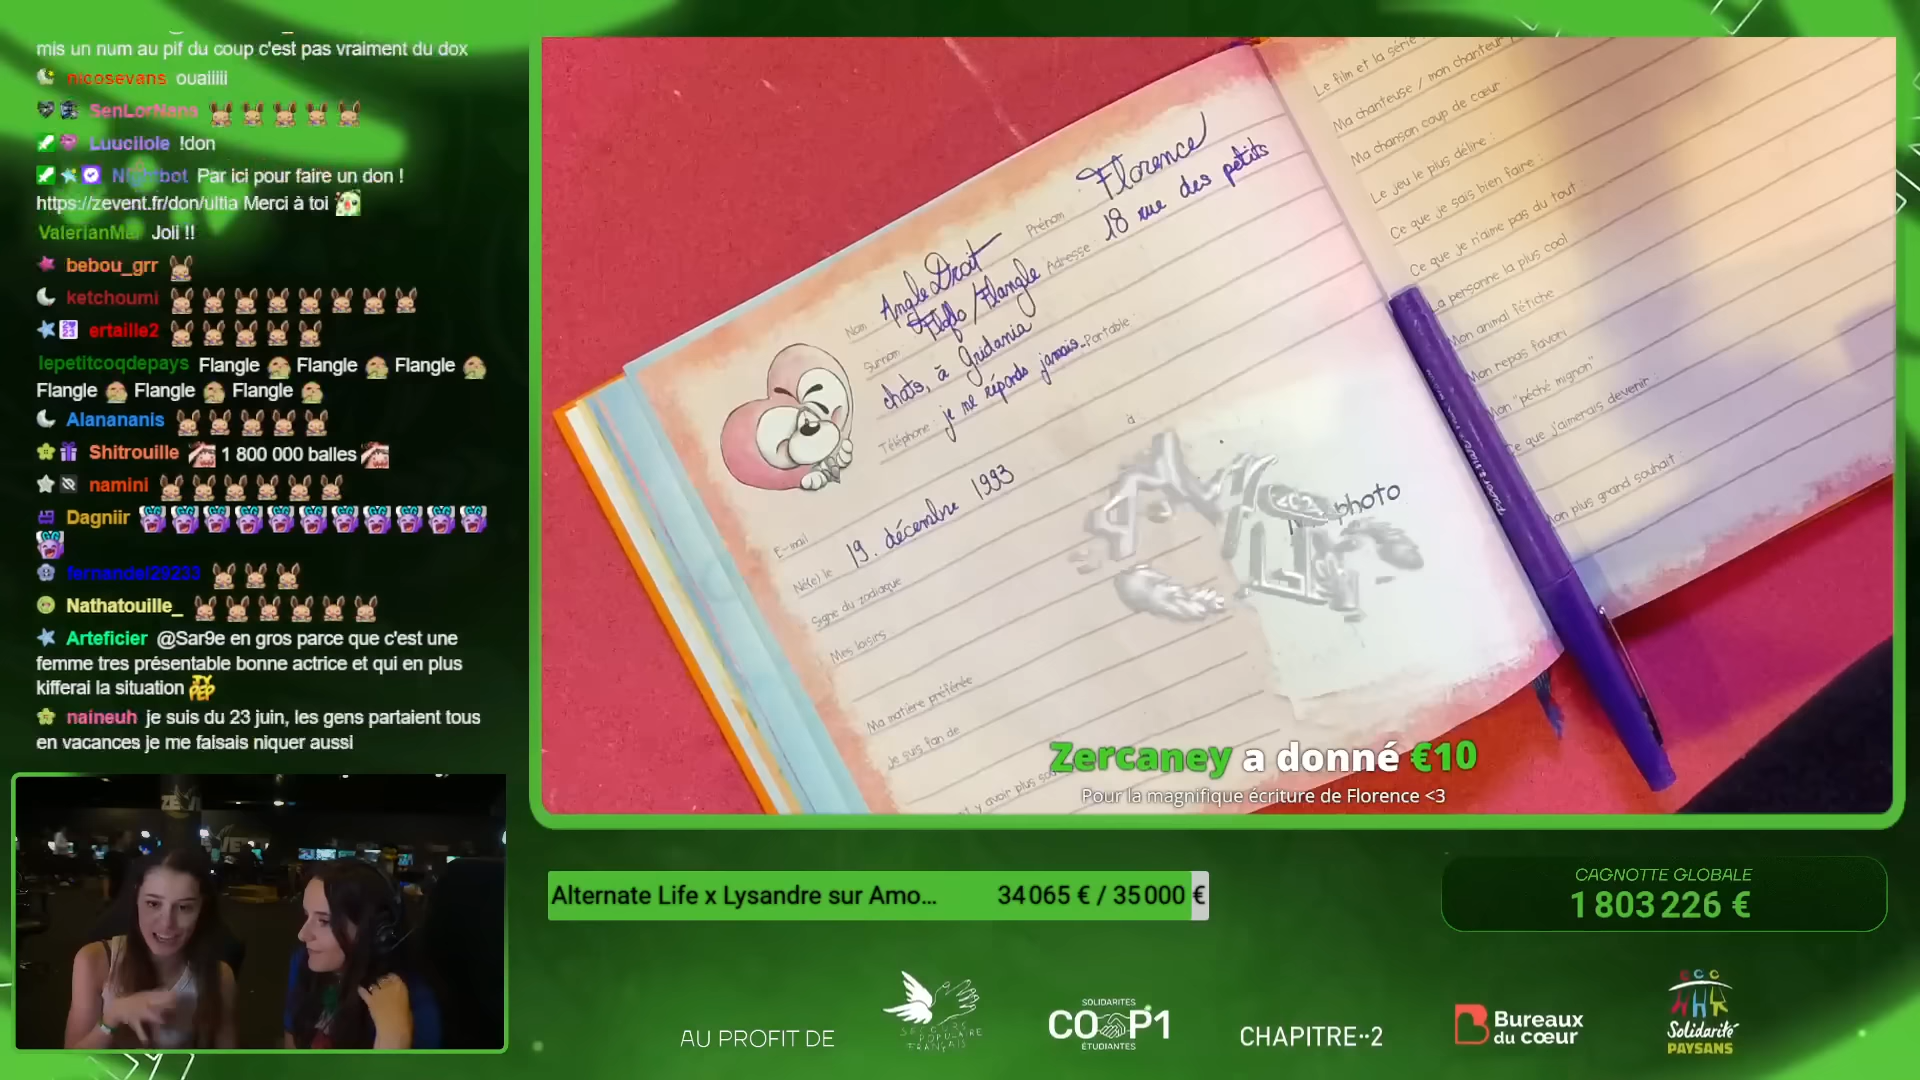 mis un num au pif du coup c'est pas vraiment du dox
nicosevans ouaiiiii
SenLorNana
Luucilole !don
Nightbot Par ici pour faire un don !
https://zevent.fr/don/ultia Merci à toi
ValerianMa Joli !!
bebou_grr
ketchoumi
ertaille2
lepetitcoqdepays Flangle Flangle Flangle
Flangle Flangle Flangle
Alanananis
Shitrouille 1 800 000 balles
namini
Dagniir
fernandel29233
Nathatouille_
Arteficier @Sar9e en gros parce que c'est une
femme tres présentable bonne actrice et qui en plus
kifferai la situation
naineuh je suis du 23 juin, les gens partaient tous
en vacances je me faisais niquer aussi
Nom Angle Droit
Prénom : Florence
Surnom Floflo / Flangle
Adresse : 18 rue des petits
chats, à Gridania
Téléphone : je ne réponds jamais
Portable :
E-mail
à
Né(e) le 19. décembre 1993
Signe du zodiaque
Mes loisirs
Ma matière préférée
Je suis fan de
photo
Le film et la série
Ma chanteuse / mon chanteur
Ma chanson coup de cœur :
Le jeu le plus délire :
Ce que je sais bien faire :
Ce que je n'aime pas du tout :
La personne la plus cool
Mon animal fétiche
Mon repas favori
Mon "péché mignon"
Ce que j'aimerais devenir :
Mon plus grand souhait :
Zercaney a donné €10
Pour la magnifique écriture de Florence <3
Alternate Life x Lysandre sur Amo... 34 065 € / 35 000 €
CAGNOTTE GLOBALE
1 803 226 €
AU PROFIT DE
SECOURS
POPULAIRE
FRANÇAIS
SOLIDARITÉS
CO P1
ÉTUDIANTES
CHAPITRE··2
Bureaux
du cœur
Solidarité
PAYSANS